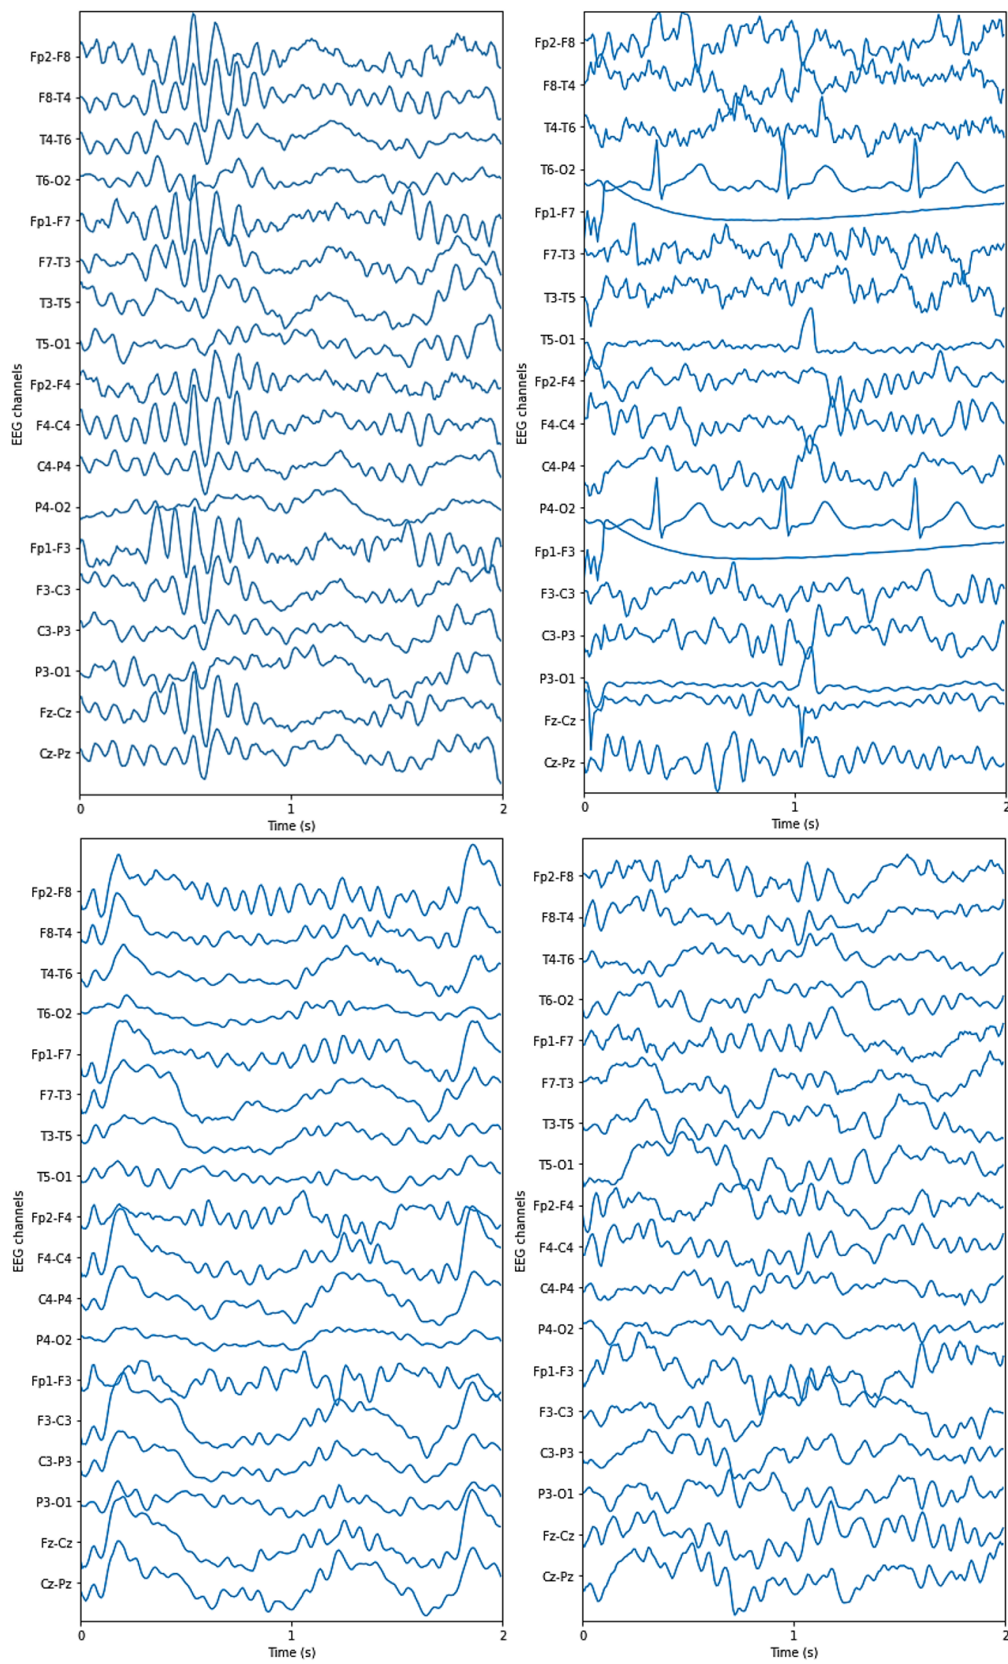 Fp2-F8
F8-T4
T4-T6
T6-O2
Fp1-F7
F7-T3
T3-T5
T5-O1
Fp2-F4
F4-C4
C4-P4
P4-O2
Fp1-F3
F3-C3
C3-P3
P3-O1
Fz-Cz
Cz-Pz
EEG channels
0 1 2
Time (s)
Fp2-F8
F8-T4
T4-T6
T6-O2
Fp1-F7
F7-T3
T3-T5
T5-O1
Fp2-F4
F4-C4
C4-P4
P4-O2
Fp1-F3
F3-C3
C3-P3
P3-O1
Fz-Cz
Cz-Pz
EEG channels
0 1 2
Time (s)
Fp2-F8
F8-T4
T4-T6
T6-O2
Fp1-F7
F7-T3
T3-T5
T5-O1
Fp2-F4
F4-C4
C4-P4
P4-O2
Fp1-F3
F3-C3
C3-P3
P3-O1
Fz-Cz
Cz-Pz
EEG channels
0 1 2
Time (s)
Fp2-F8
F8-T4
T4-T6
T6-O2
Fp1-F7
F7-T3
T3-T5
T5-O1
Fp2-F4
F4-C4
C4-P4
P4-O2
Fp1-F3
F3-C3
C3-P3
P3-O1
Fz-Cz
Cz-Pz
EEG channels
0 1 2
Time (s)